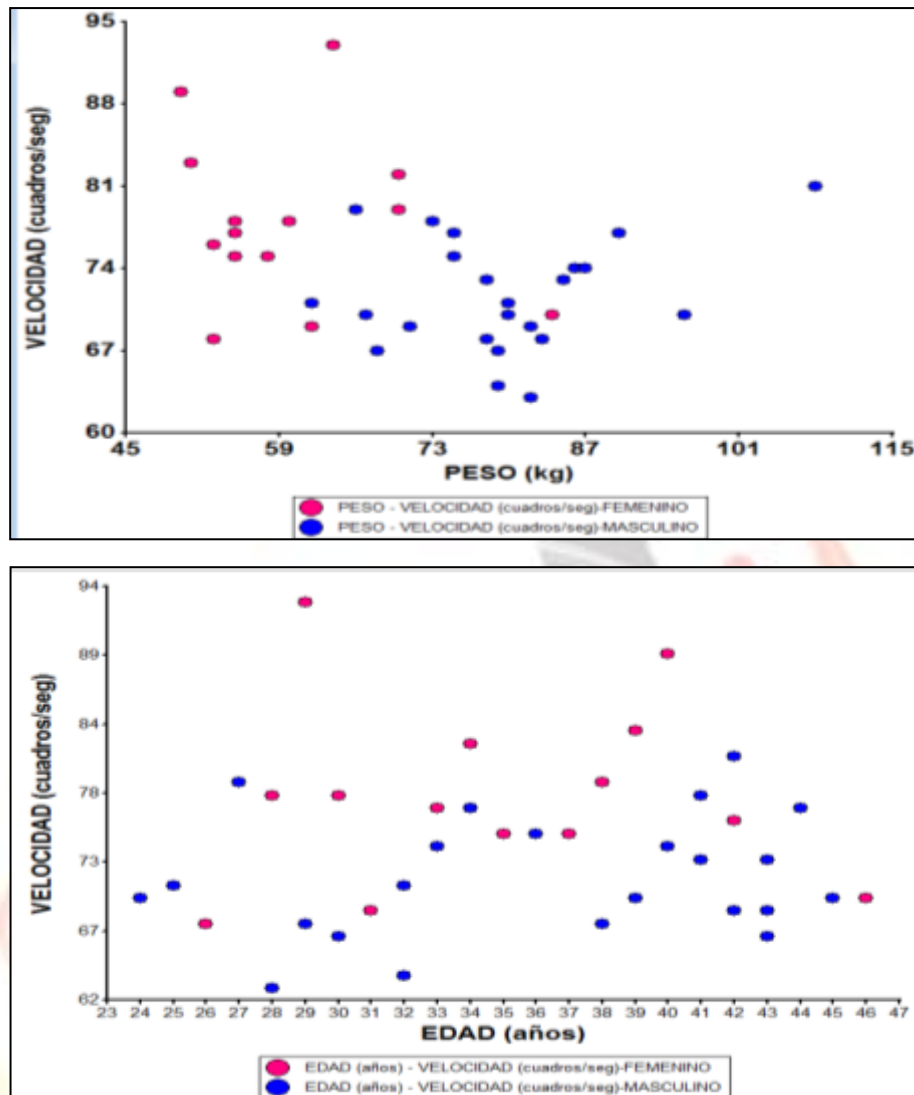 95
88
81
74
67
60
VELOCIDAD (cuadros/seg)
45 59 73 87 101 115
PESO (kg)
PESO - VELOCIDAD (cuadros/seg)-FEMENINO
PESO - VELOCIDAD (cuadros/seg)-MASCULINO
94
89
84
78
73
67
62
VELOCIDAD (cuadros/seg)
23 24 25 26 27 28 29 30 31 32 33 34 35 36 37 38 39 40 41 42 43 44 45 46 47
EDAD (años)
EDAD (años) - VELOCIDAD (cuadros/seg)-FEMENINO
EDAD (años) - VELOCIDAD (cuadros/seg)-MASCULINO